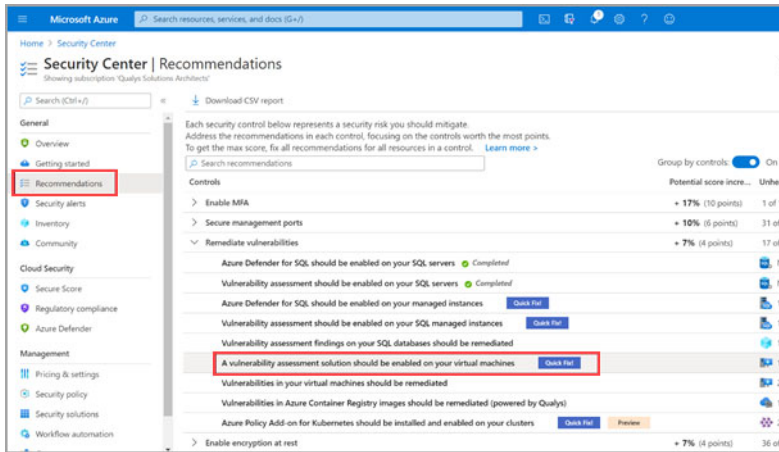 Microsoft Azure
Search resources, services, and docs (G+/)
Home > Security Center
Security Center | Recommendations
Showing subscription 'Qualys Solutions Architects'
Search (Ctrl+/)
«
General
Overview
Getting started
Recommendations
Security alerts
Inventory
Community
Cloud Security
Secure Score
Regulatory compliance
Azure Defender
Management
Pricing & settings
Security policy
Security solutions
Workflow automation
Download CSV report
Each security control below represents a security risk you should mitigate.
Address the recommendations in each control, focusing on the controls worth the most points.
To get the max score, fix all recommendations for all resources in a control. Learn more >
Search recommendations
Group by controls: On
Controls Potential score incre... Unhe
Enable MFA + 17% (10 points) 1 of
Secure management ports + 10% (6 points) 31 of
Remediate vulnerabilities + 7% (4 points) 17 of
Azure Defender for SQL should be enabled on your SQL servers Completed
Vulnerability assessment should be enabled on your SQL servers Completed
Azure Defender for SQL should be enabled on your managed instances Quick Fix!
Vulnerability assessment should be enabled on your SQL managed instances Quick Fix!
Vulnerability assessment findings on your SQL databases should be remediated
A vulnerability assessment solution should be enabled on your virtual machines Quick Fix!
Vulnerabilities in your virtual machines should be remediated
Vulnerabilities in Azure Container Registry images should be remediated (powered by Qualys)
Azure Policy Add-on for Kubernetes should be installed and enabled on your clusters Quick Fix! Preview
Enable encryption at rest + 7% (4 points) 36 of